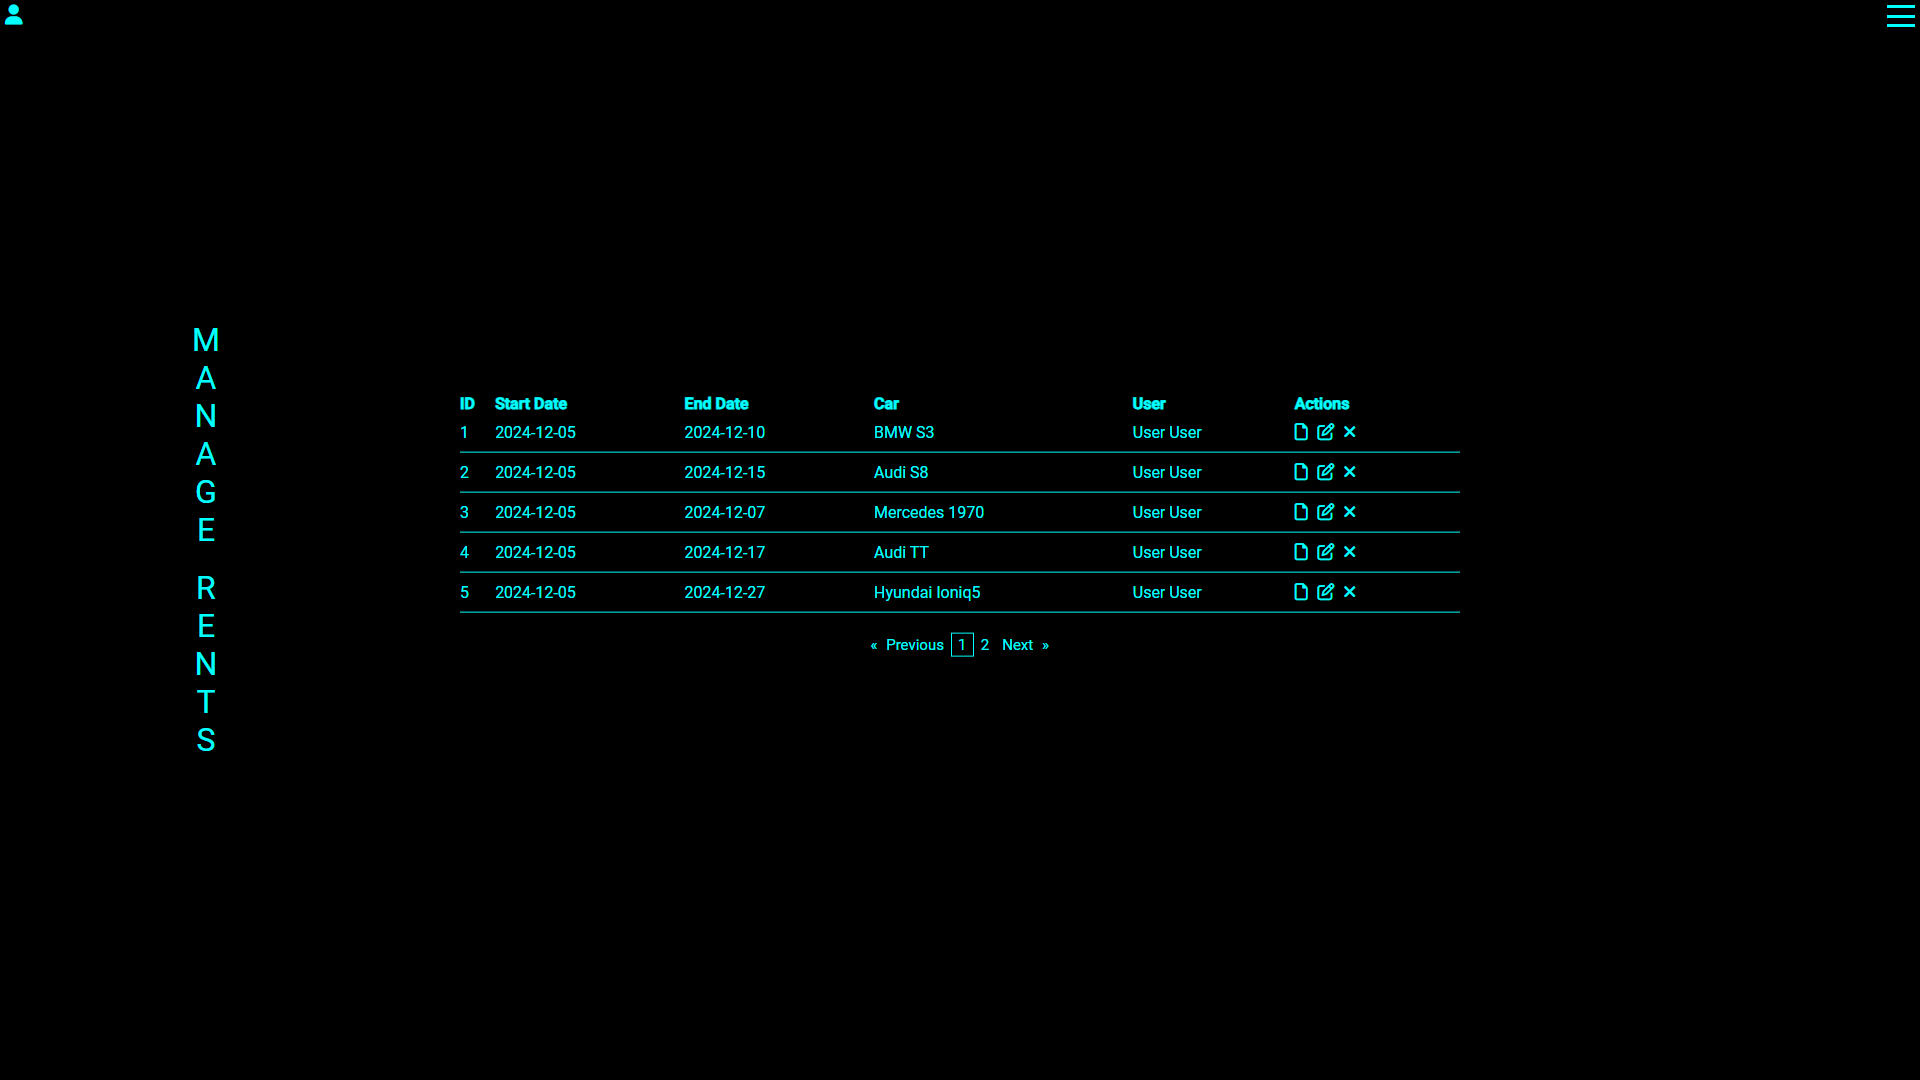 MANAGE RENTS
ID Start Date End Date Car User Actions
1 2024-12-05 2024-12-10 BMW S3 User User
2 2024-12-05 2024-12-15 Audi S8 User User
3 2024-12-05 2024-12-07 Mercedes 1970 User User
4 2024-12-05 2024-12-17 Audi TT User User
5 2024-12-05 2024-12-27 Hyundai Ioniq5 User User
« Previous 1 2 Next »